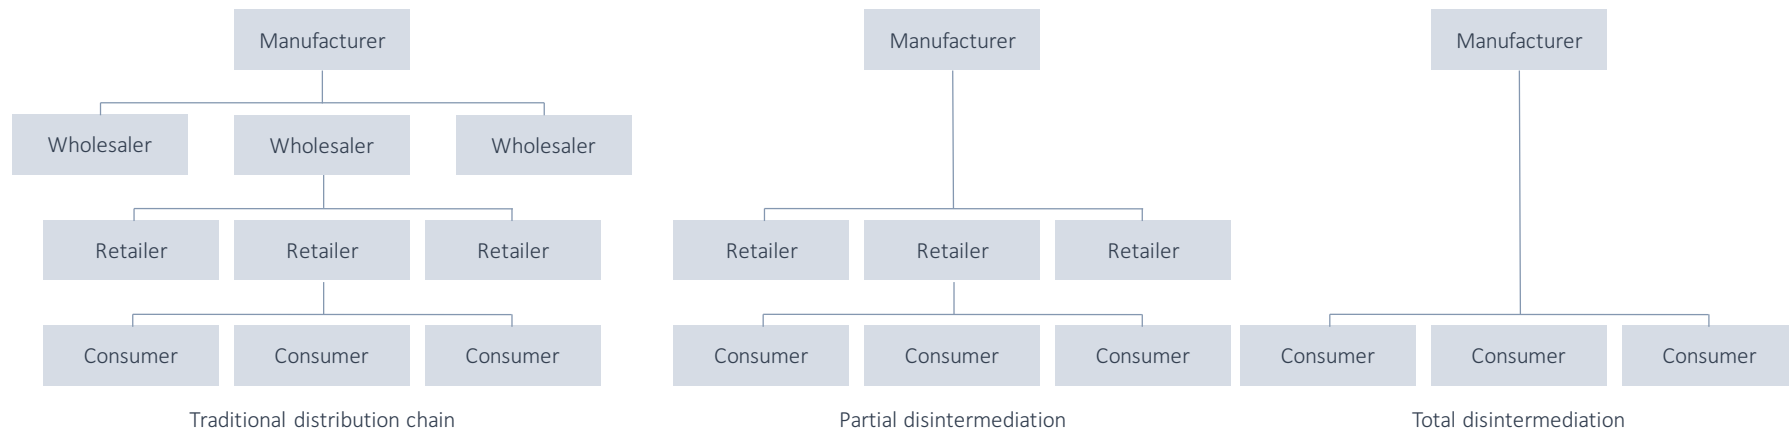 Manufacturer
Wholesaler
Wholesaler
Wholesaler
Retailer
Retailer
Retailer
Consumer
Consumer
Consumer
Traditional distribution chain
Manufacturer
Retailer
Retailer
Retailer
Consumer
Consumer
Consumer
Partial disintermediation
Manufacturer
Consumer
Consumer
Consumer
Total disintermediation